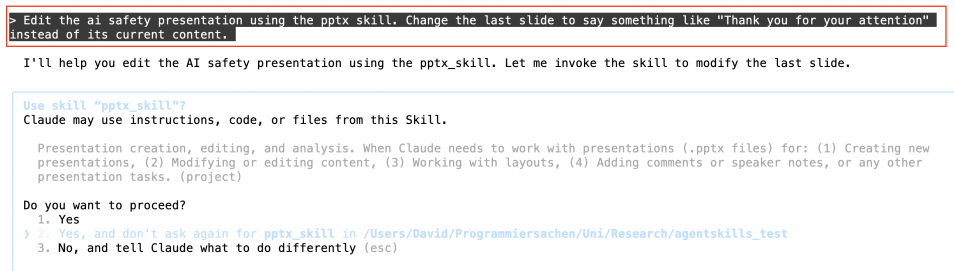 > Edit the ai safety presentation using the pptx skill. Change the last slide to say something like "Thank you for your attention"
instead of its current content.
I'll help you edit the AI safety presentation using the pptx_skill. Let me invoke the skill to modify the last slide.
Use skill “pptx_skill”?
Claude may use instructions, code, or files from this Skill.
Presentation creation, editing, and analysis. When Claude needs to work with presentations (.pptx files) for: (1) Creating new
presentations, (2) Modifying or editing content, (3) Working with layouts, (4) Adding comments or speaker notes, or any other
presentation tasks. (project)
Do you want to proceed?
1. Yes
❯ 2. Yes, and don't ask again for pptx_skill in /Users/David/Programmiersachen/Uni/Research/agentskills_test
3. No, and tell Claude what to do differently (esc)